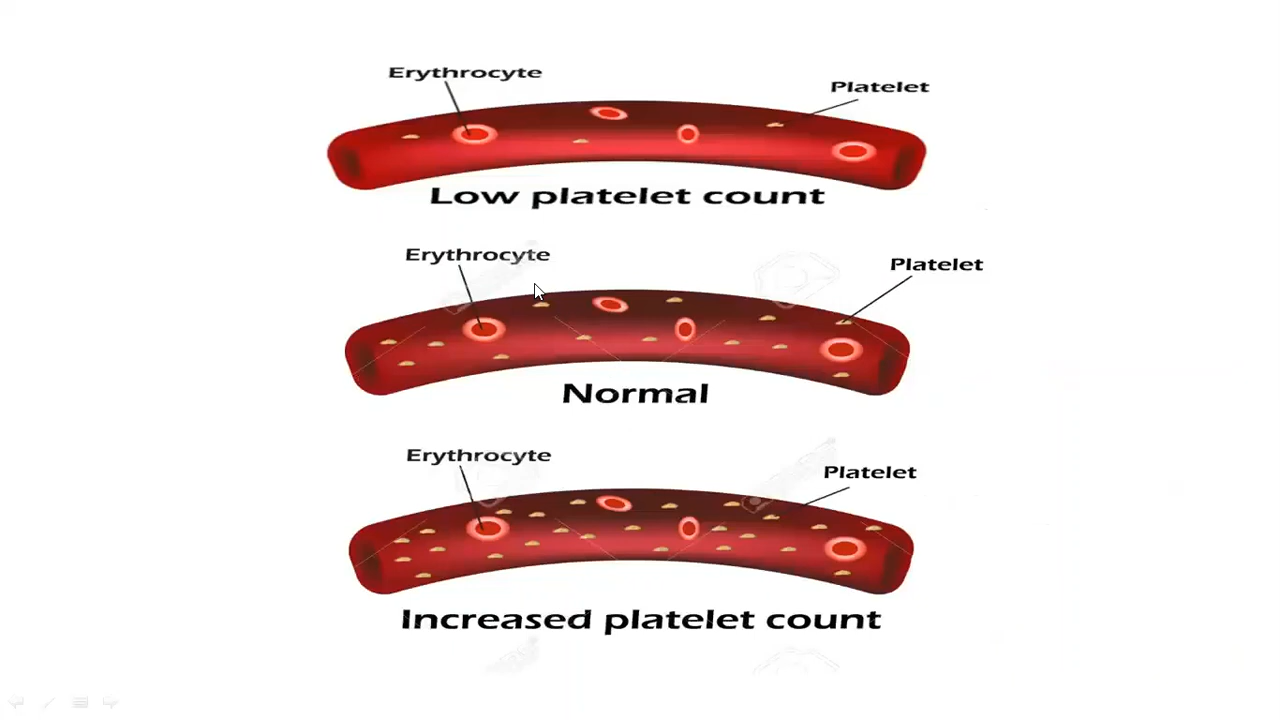 Erythrocyte
Platelet
Low platelet count
Erythrocyte
Platelet
Normal
Erythrocyte
Platelet
Increased platelet count